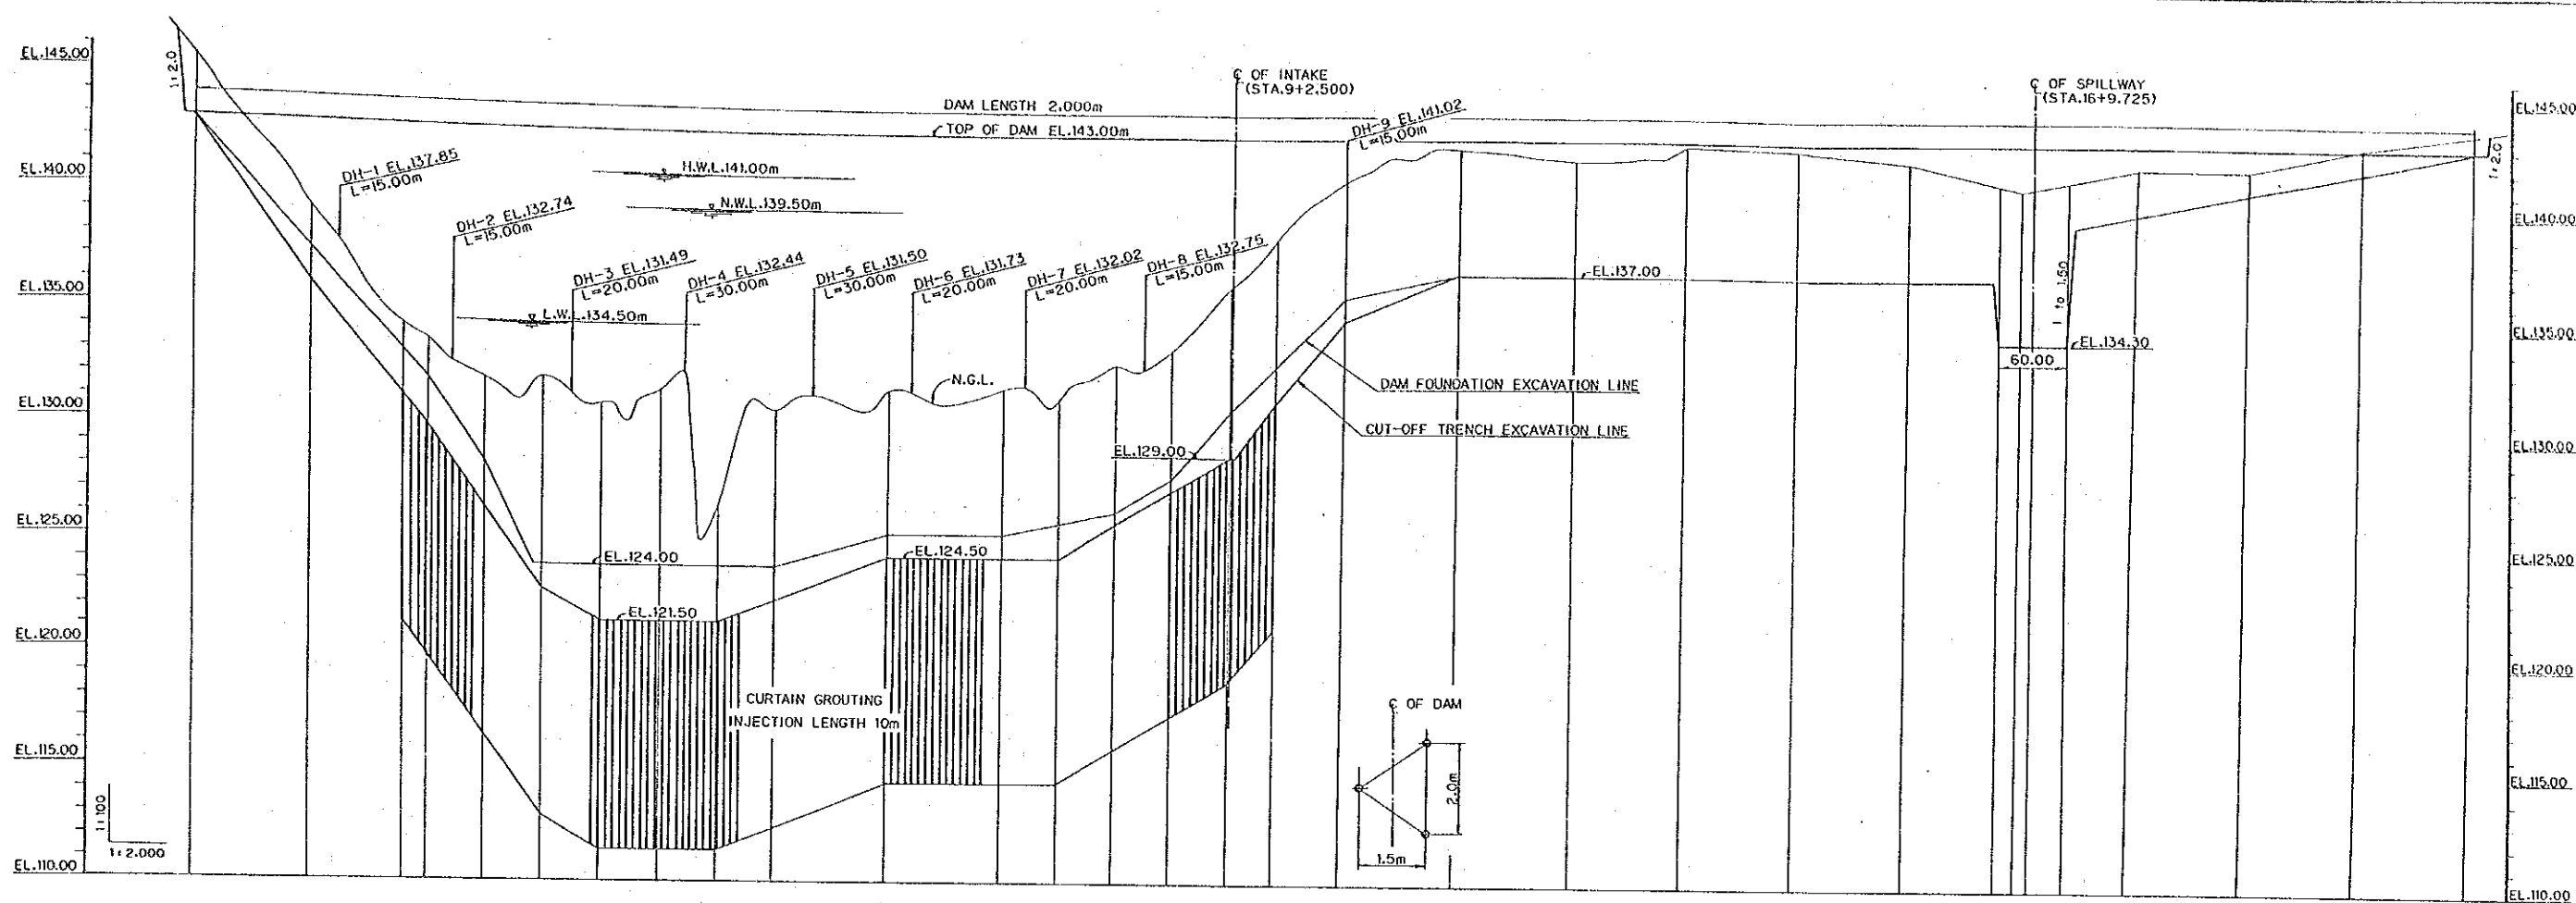 EL.145.00
EL.140.00
EL.135.00
EL.130.00
EL.125.00
EL.120.00
EL.115.00
EL.110.00
1:2.0
1:100
1:2.000
DAM LENGTH 2.000m
TOP OF DAM EL.143.00m
H.W.L.141.00m
N.W.L.139.50m
L.W.L.134.50m
DH-1 EL.137.85
L=15.00m
DH-2 EL.132.74
L=15.00m
DH-3 EL.131.49
L=20.00m
DH-4 EL.132.44
L=30.00m
DH-5 EL.131.50
L=30.00m
DH-6 EL.131.73
L=20.00m
DH-7 EL.132.02
L=20.00m
DH-8 EL.132.75
L=15.00m
DH-9 EL.141.02
L=15.00m
℄ OF INTAKE
(STA.9+2.500)
℄ OF SPILLWAY
(STA.16+9.725)
N.G.L.
EL.137.00
EL.134.30
60.00
1 to 1.50
1:2.0
DAM FOUNDATION EXCAVATION LINE
CUT-OFF TRENCH EXCAVATION LINE
EL.129.00
EL.124.00
EL.124.50
EL.121.50
CURTAIN GROUTING
INJECTION LENGTH 10m
℄ OF DAM
2.0m
1.5m
EL.145.00
EL.140.00
EL.135.00
EL.130.00
EL.125.00
EL.120.00
EL.115.00
EL.110.00